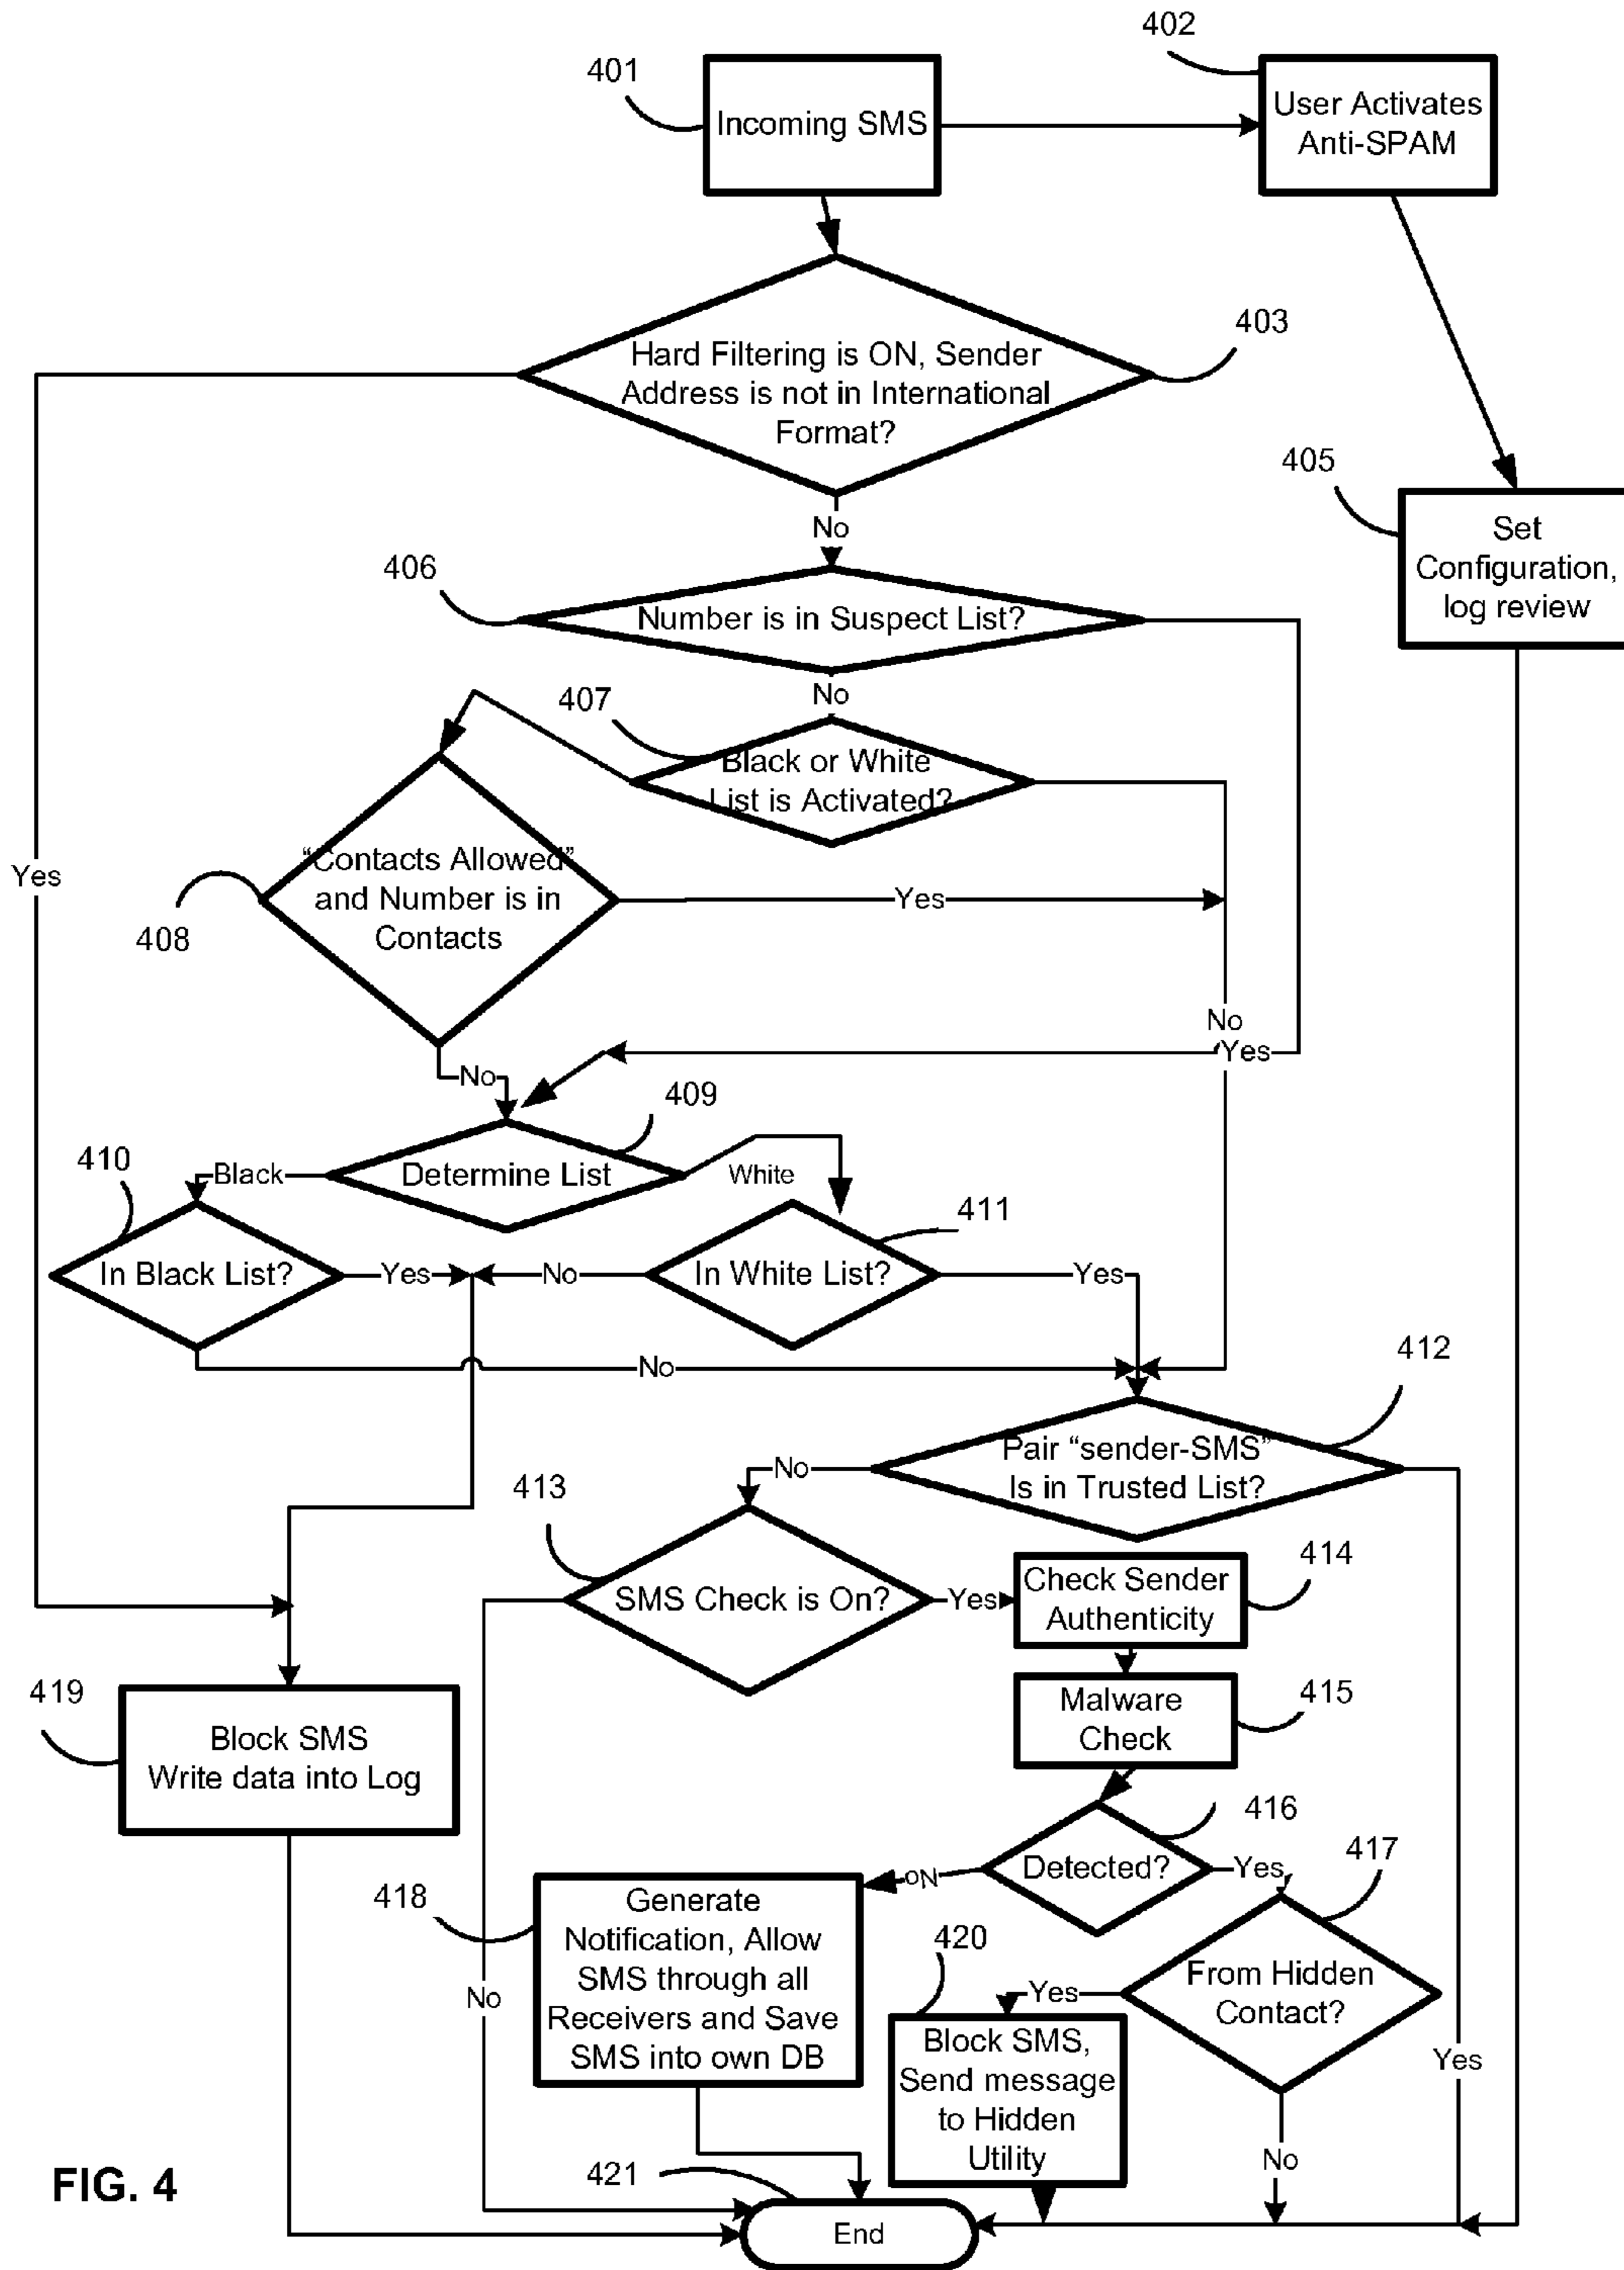 402
401
Incoming SMS
User Activates
Anti-SPAM
403
Hard Filtering is ON, Sender
Address is not in International
Format?
405
Set
Configuration,
log review
No
406
Number is in Suspect List?
No
407
Black or White
List is Activated?
"Contacts Allowed"
and Number is in
Contacts
Yes
Yes
408
No
Yes
No
409
410
Black
Determine List
White
411
In Black List?
Yes
No
In White List?
Yes
No
412
Pair "sender-SMS"
Is in Trusted List?
No
413
SMS Check is On?
Yes
Check Sender
Authenticity
414
419
Block SMS
Write data into Log
Malware
Check
415
416
Detected?
Yes
417
No
418
Generate
Notification, Allow
SMS through all
Receivers and Save
SMS into own DB
No
420
From Hidden
Contact?
Yes
Block SMS,
Send message
to Hidden
Utility
Yes
No
FIG. 4
421
End